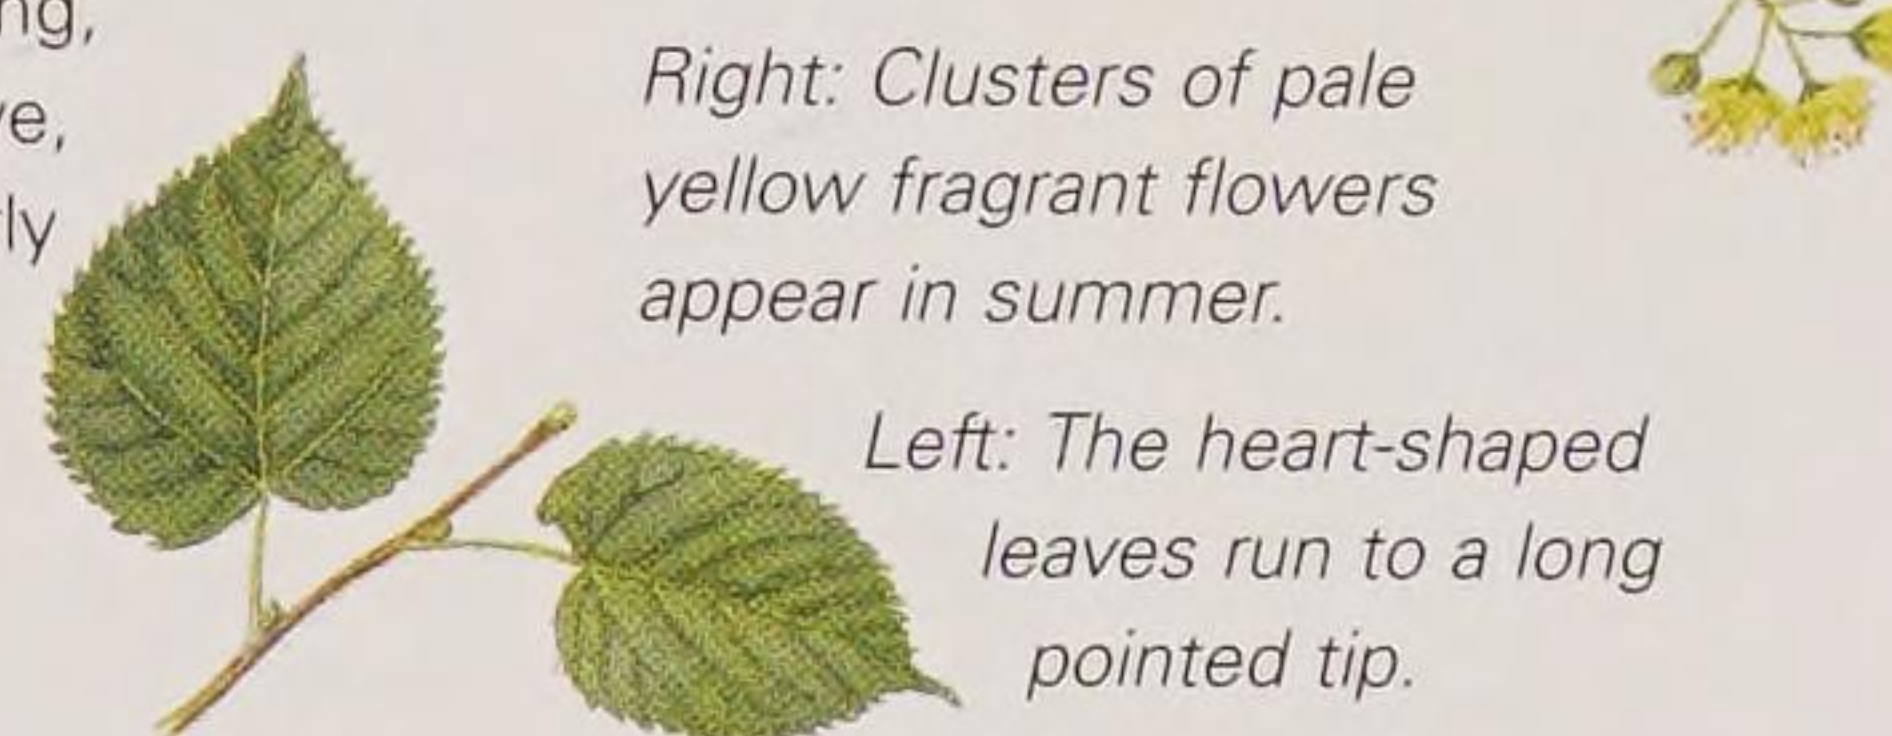 Right: Clusters of pale
yellow fragrant flowers
appear in summer.
Left: The heart-shaped
leaves run to a long
pointed tip.